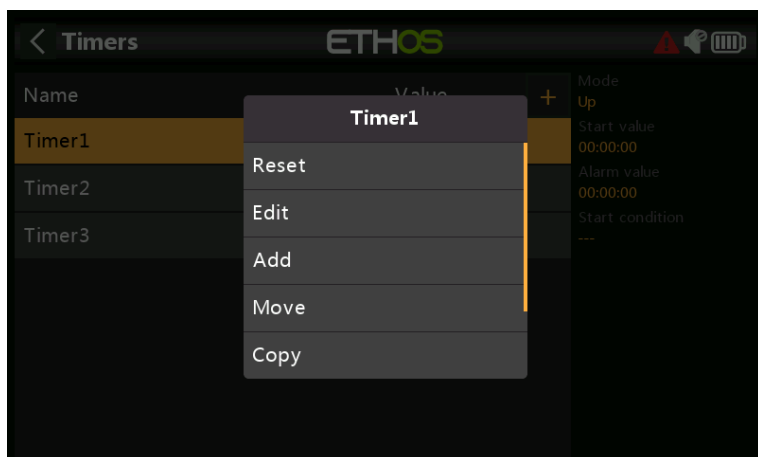 Timers
ETHOS
Name Value +
Mode
Up
Timer1
Start value
00:00:00
Timer1
Reset
Alarm value
00:00:00
Timer2
Edit
Start condition
---
Timer3
Add
Move
Copy